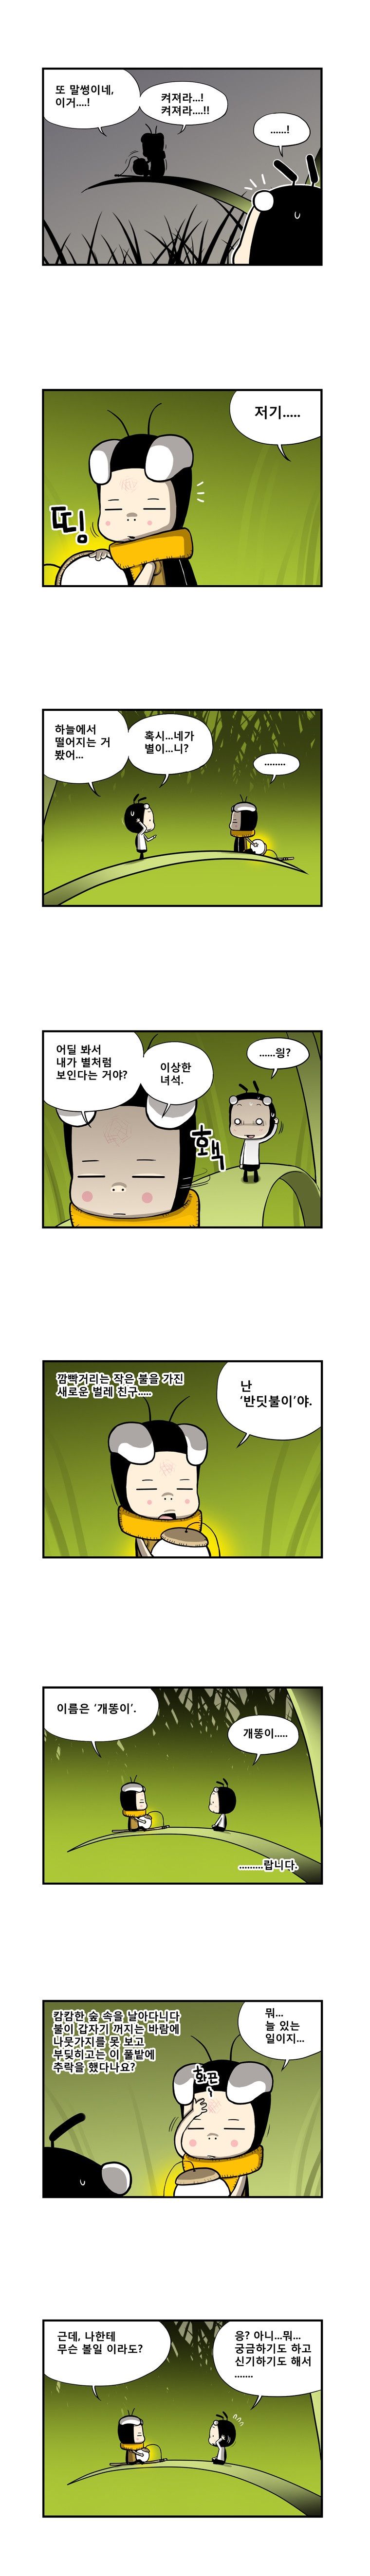 또 말썽이네,
이거....!
켜져라...!
켜져라....!!
......!
저기.....
띵
하늘에서
떨어지는 거
봤어...
혹시...네가
별이...니?
........
어딜 봐서
내가 별처럼
보인다는 거야?
이상한
녀석.
......잉?
홱
깜빡거리는 작은 불을 가진
새로운 벌레 친구.....
난
‘반딧불이’야.
이름은 ‘개똥이’.
개똥이.....
.........랍니다.
캄캄한 숲 속을 날아다니다
불이 갑자기 꺼지는 바람에
나뭇가지를 못 보고
부딪히고는 이 풀밭에
추락을 했다나요?
뭐...
늘 있는
일이지...
화끈
근데, 나한테
무슨 볼일 이라도?
응? 아니...뭐...
궁금하기도 하고
신기하기도 해서
.......